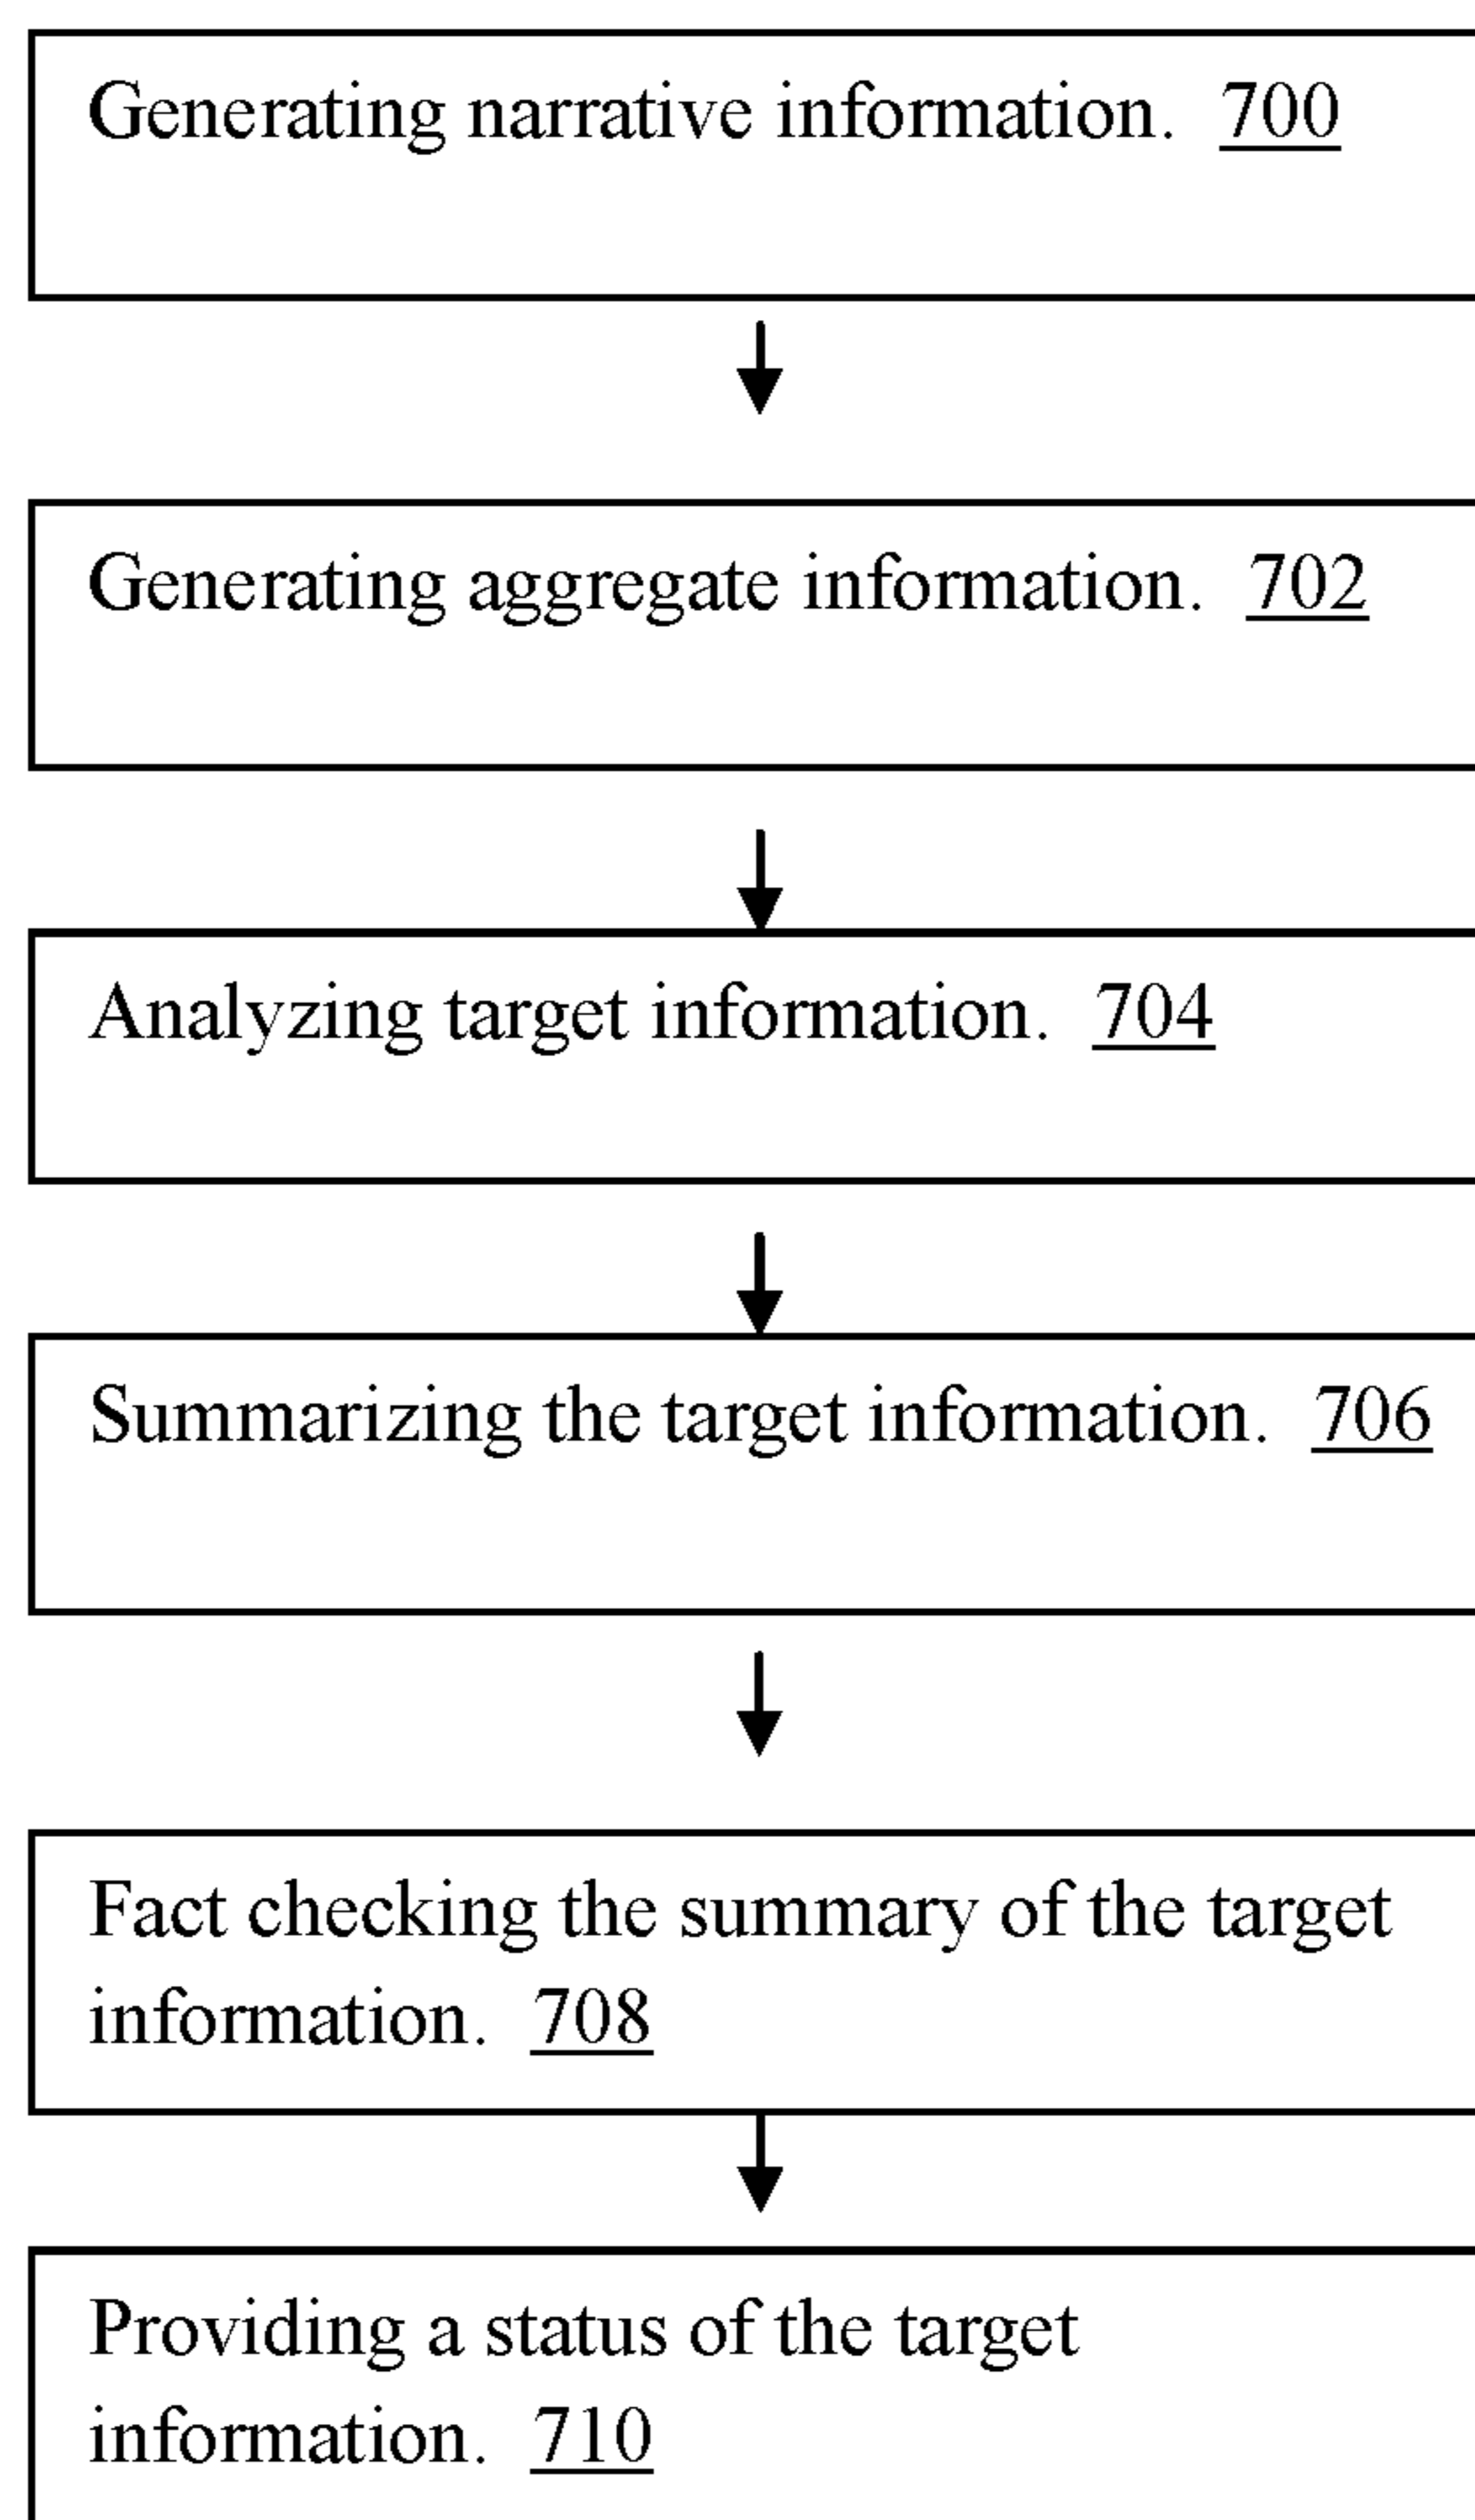 Generating narrative information. 700
Generating aggregate information. 702
Analyzing target information. 704
Summarizing the target information. 706
Fact checking the summary of the target
information. 708
Providing a status of the target
information. 710